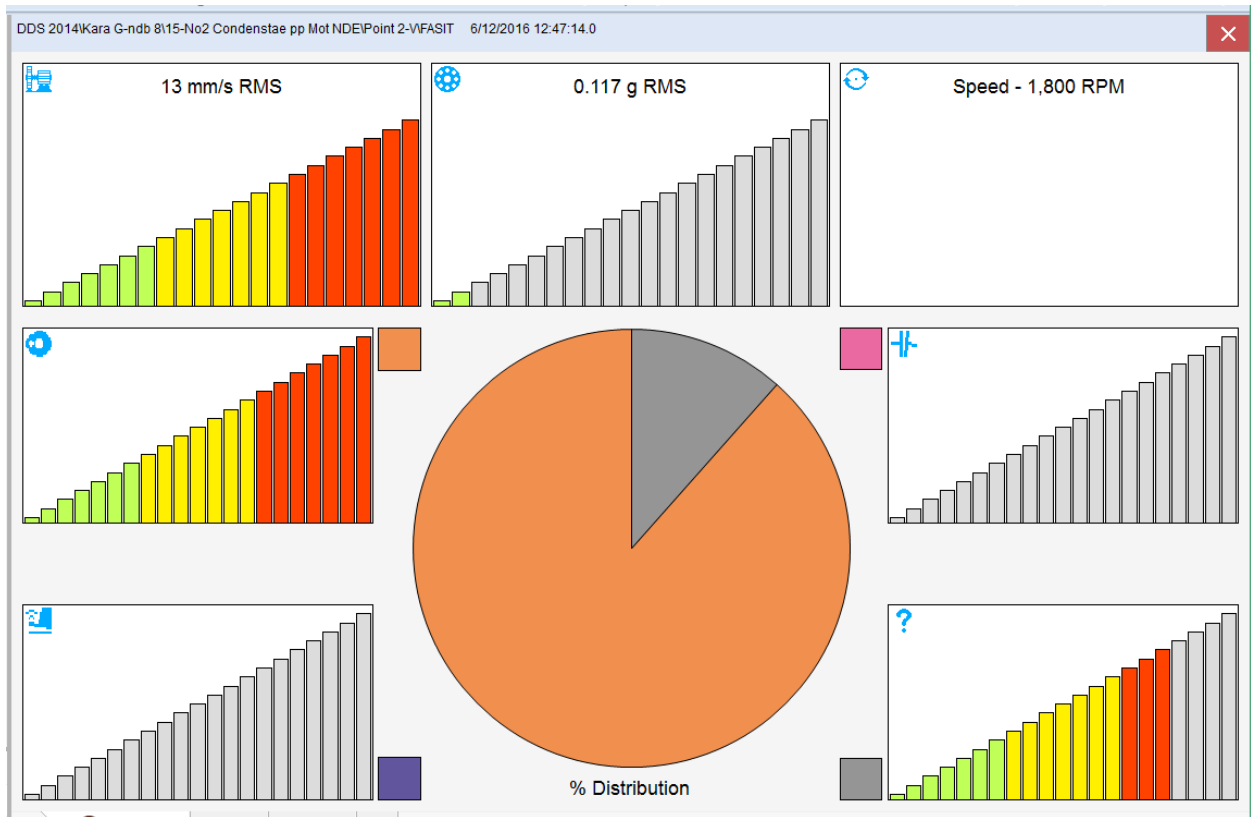 DDS 2014\Kara G-ndb 8\15-No2 Condenstae pp Mot NDE\Point 2-V\FASIT 6/12/2016 12:47:14.0
13 mm/s RMS
0.117 g RMS
Speed - 1,800 RPM
?
% Distribution